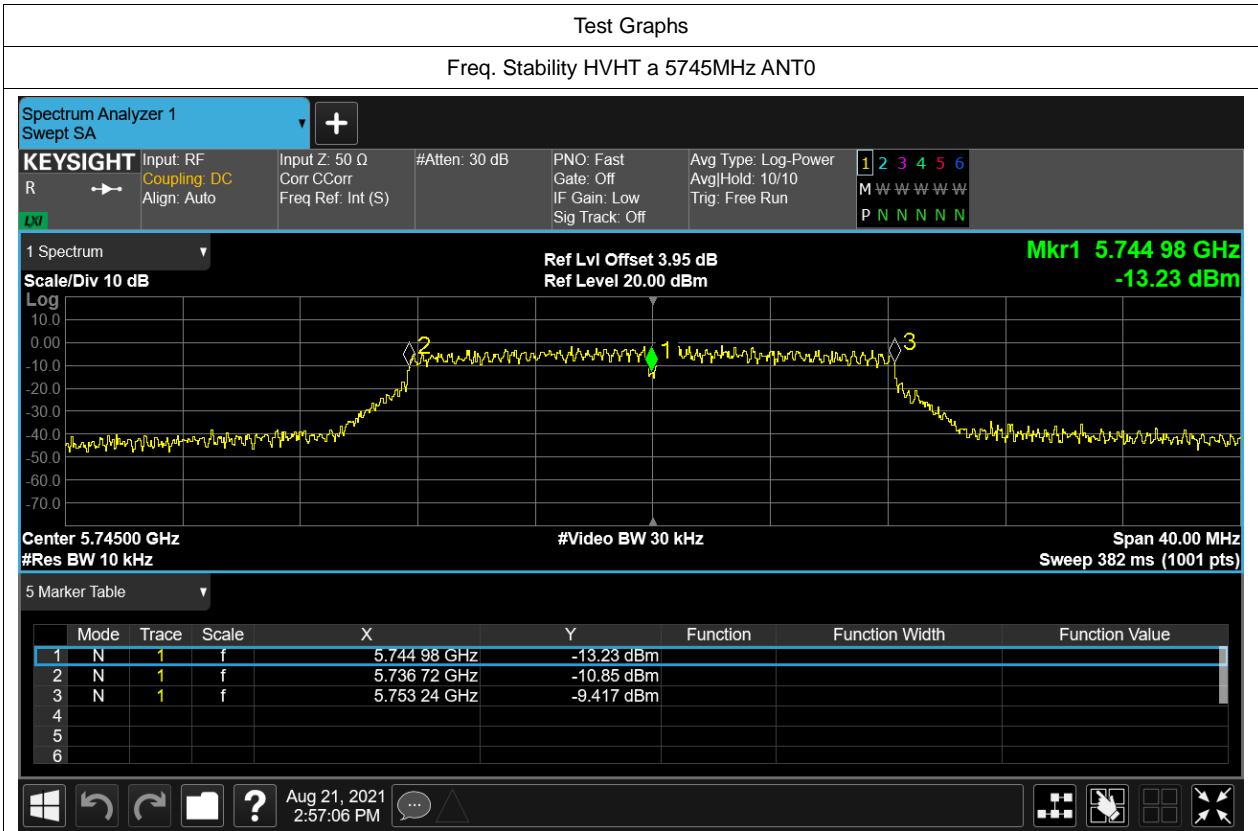 Test Graphs
Freq. Stability HVHT a 5745MHz ANT0
Spectrum Analyzer 1
Swept SA
KEYSIGHT
R
LXI
Input: RF
Coupling: DC
Align: Auto
Input Z: 50 Ω
Corr CCorr
Freq Ref: Int (S)
#Atten: 30 dB
PNO: Fast
Gate: Off
IF Gain: Low
Sig Track: Off
Avg Type: Log-Power
Avg|Hold: 10/10
Trig: Free Run
1 2 3 4 5 6
M W W W W W
P N N N N N
1 Spectrum
Scale/Div 10 dB
Ref Lvl Offset 3.95 dB
Ref Level 20.00 dBm
Mkr1 5.744 98 GHz
-13.23 dBm
Log
10.0
0.00
-10.0
-20.0
-30.0
-40.0
-50.0
-60.0
-70.0
2
1
3
Center 5.74500 GHz
#Res BW 10 kHz
#Video BW 30 kHz
Span 40.00 MHz
Sweep 382 ms (1001 pts)
5 Marker Table
Mode Trace Scale X Y Function Function Width Function Value
1 N 1 f 5.744 98 GHz -13.23 dBm
2 N 1 f 5.736 72 GHz -10.85 dBm
3 N 1 f 5.753 24 GHz -9.417 dBm
4
5
6
?
Aug 21, 2021
2:57:06 PM